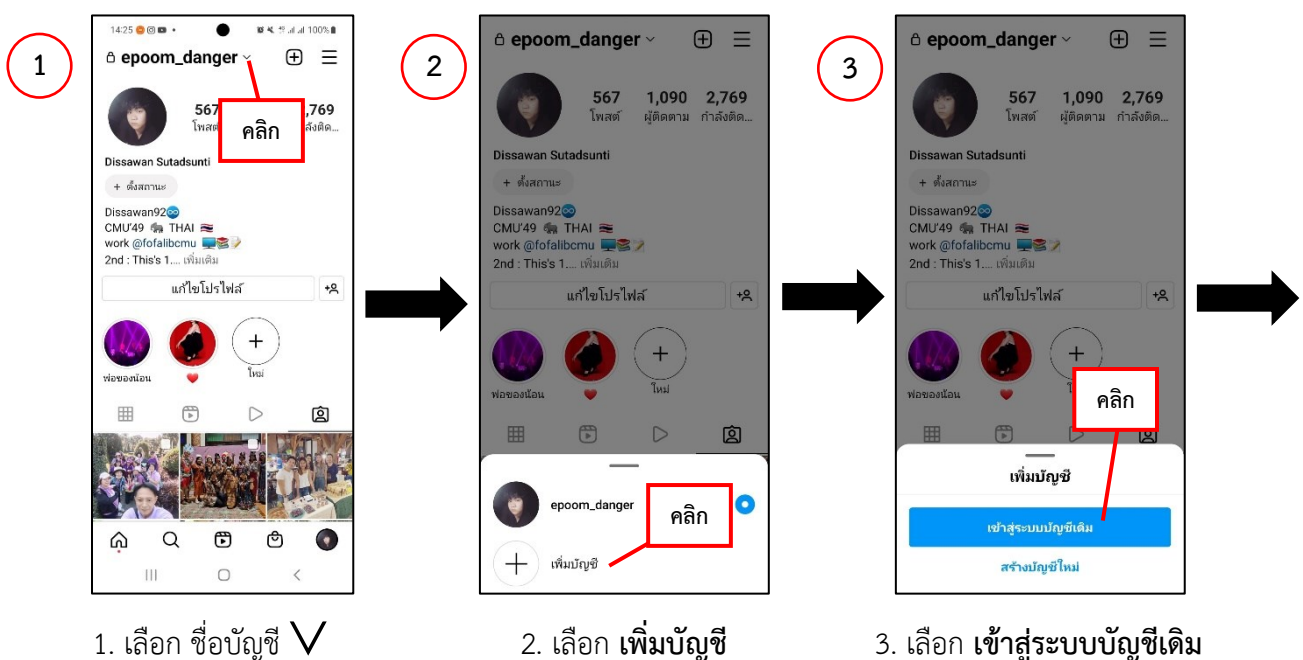 1
14:25
100%
epoom_danger
567
,769
โพสต์
ำลังติด...
คลิก
Dissawan Sutadsunti
+ ตั้งสถานะ
Dissawan92
CMU'49 THAI
work @fofalibcmu
2nd : This's 1.... เพิ่มเติม
แก้ไขโปรไฟล์
พ่อของน้อน
ใหม่
1. เลือก ชื่อบัญชี V
2
epoom_danger
567 1,090 2,769
โพสต์ ผู้ติดตาม กำลังติด...
Dissawan Sutadsunti
+ ตั้งสถานะ
Dissawan92
CMU'49 THAI
work @fofalibcmu
2nd : This's 1.... เพิ่มเติม
แก้ไขโปรไฟล์
พ่อของน้อน
ใหม่
epoom_danger
คลิก
เพิ่มบัญชี
2. เลือก เพิ่มบัญชี
3
epoom_danger
567 1,090 2,769
โพสต์ ผู้ติดตาม กำลังติด...
Dissawan Sutadsunti
+ ตั้งสถานะ
Dissawan92
CMU'49 THAI
work @fofalibcmu
2nd : This's 1.... เพิ่มเติม
แก้ไขโปรไฟล์
พ่อของน้อน
คลิก
เพิ่มบัญชี
เข้าสู่ระบบบัญชีเดิม
สร้างบัญชีใหม่
3. เลือก เข้าสู่ระบบบัญชีเดิม